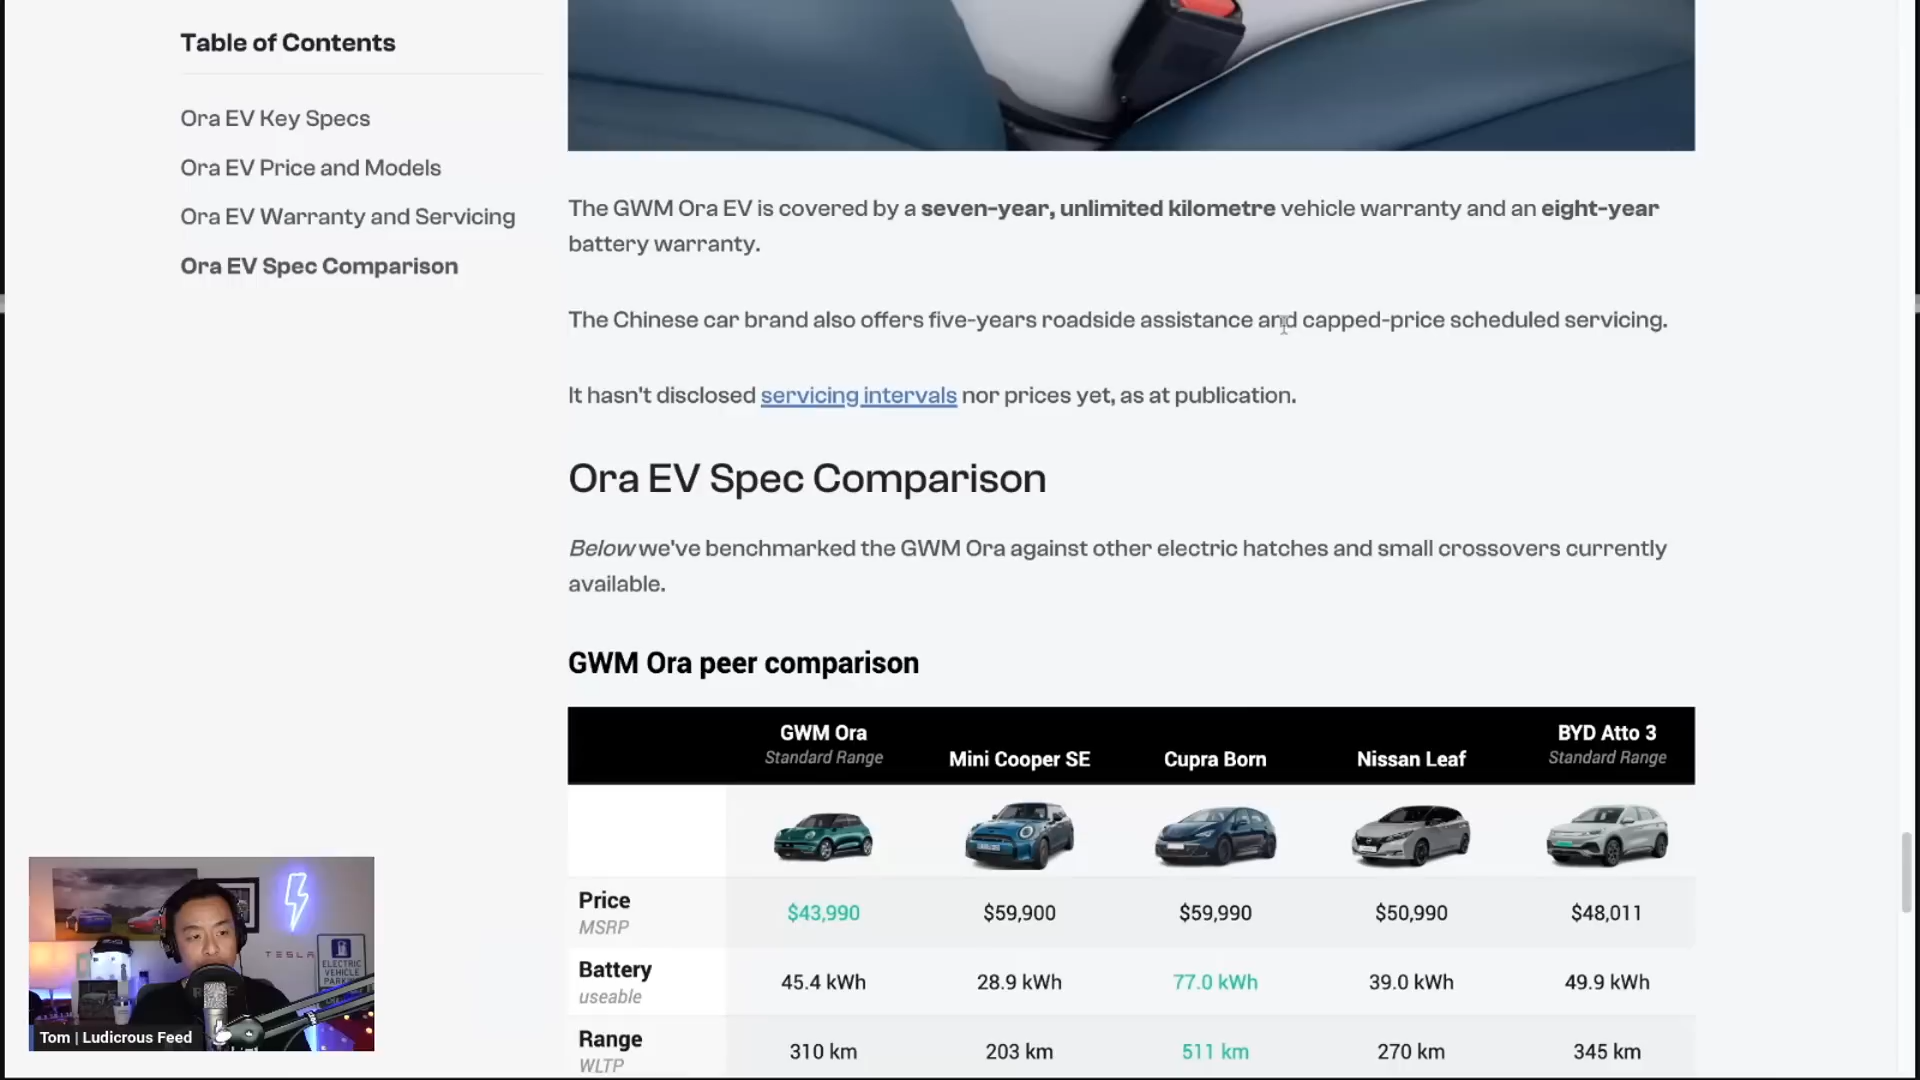 Table of Contents
Ora EV Key Specs
Ora EV Price and Models
Ora EV Warranty and Servicing
Ora EV Spec Comparison
The GWM Ora EV is covered by a seven-year, unlimited kilometre vehicle warranty and an eight-year
battery warranty.
The Chinese car brand also offers five-years roadside assistance and capped-price scheduled servicing.
It hasn't disclosed servicing intervals nor prices yet, as at publication.
Ora EV Spec Comparison
Below we've benchmarked the GWM Ora against other electric hatches and small crossovers currently
available.
GWM Ora peer comparison
GWM Ora Standard Range Mini Cooper SE Cupra Born Nissan Leaf BYD Atto 3 Standard Range
Price MSRP $43,990 $59,900 $59,990 $50,990 $48,011
Battery useable 45.4 kWh 28.9 kWh 77.0 kWh 39.0 kWh 49.9 kWh
Range WLTP 310 km 203 km 511 km 270 km 345 km
TESLA
ELECTRIC
VEHICLE
Tom | Ludicrous Feed